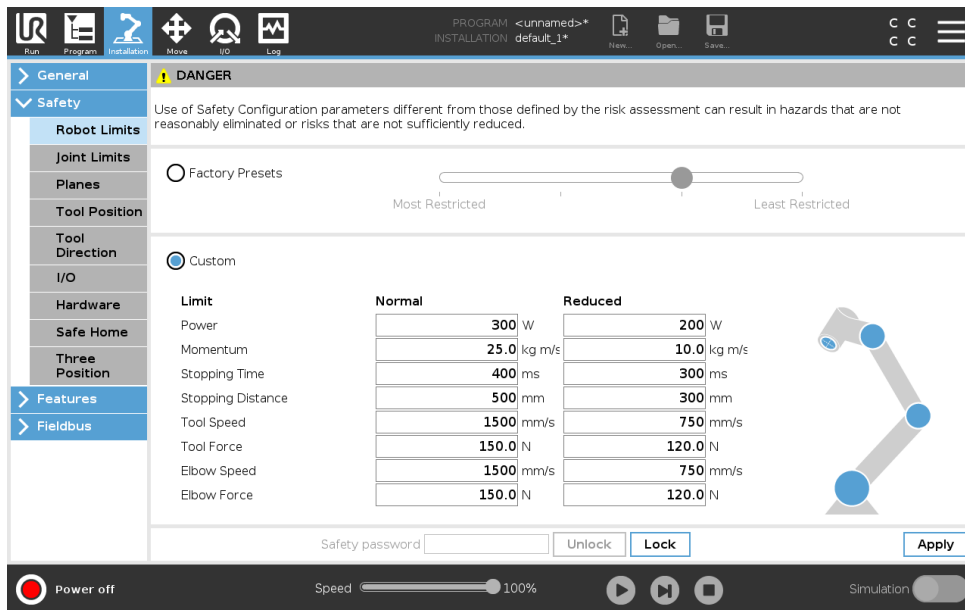 UR
PROGRAM <unnamed>*
INSTALLATION default_1*
Run Program Installation Move I/O Log New... Open... Save...
C C
C C
General
Safety
Robot Limits
Joint Limits
Planes
Tool Position
Tool
Direction
I/O
Hardware
Safe Home
Three
Position
Features
Fieldbus
! DANGER
Use of Safety Configuration parameters different from those defined by the risk assessment can result in hazards that are not
reasonably eliminated or risks that are not sufficiently reduced.
Factory Presets
Most Restricted Least Restricted
Custom
Limit Normal Reduced
Power 300 W 200 W
Momentum 25.0 kg m/s 10.0 kg m/s
Stopping Time 400 ms 300 ms
Stopping Distance 500 mm 300 mm
Tool Speed 1500 mm/s 750 mm/s
Tool Force 150.0 N 120.0 N
Elbow Speed 1500 mm/s 750 mm/s
Elbow Force 150.0 N 120.0 N
Safety password Unlock Lock Apply
Power off Speed 100% Simulation